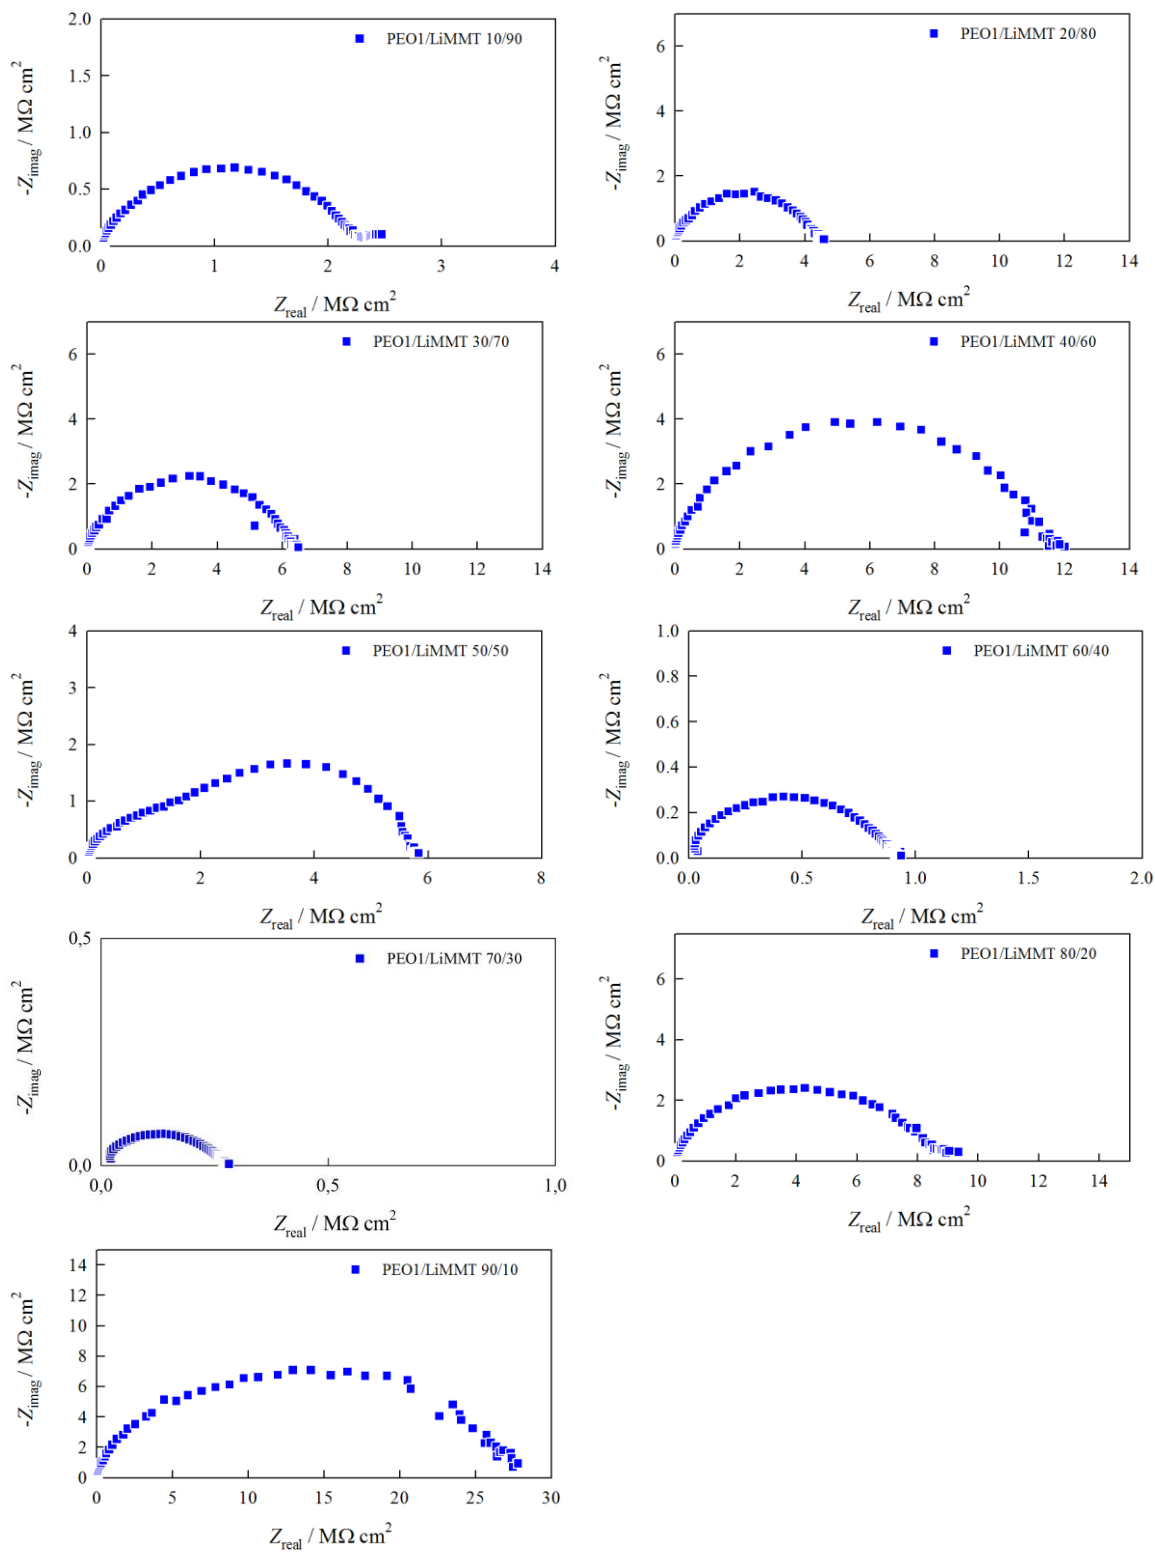 PEO1/LiMMT 10/90
2.0
1.5
1.0
0.5
0.0
-Zimag / MΩ cm²
0 1 2 3 4
Zreal / MΩ cm²
PEO1/LiMMT 20/80
6
4
2
0
-Zimag / MΩ cm²
0 2 4 6 8 10 12 14
Zreal / MΩ cm²
PEO1/LiMMT 30/70
6
4
2
0
-Zimag / MΩ cm²
0 2 4 6 8 10 12 14
Zreal / MΩ cm²
PEO1/LiMMT 40/60
6
4
2
0
-Zimag / MΩ cm²
0 2 4 6 8 10 12 14
Zreal / MΩ cm²
PEO1/LiMMT 50/50
4
3
2
1
0
-Zimag / MΩ cm²
0 2 4 6 8
Zreal / MΩ cm²
PEO1/LiMMT 60/40
1.0
0.8
0.6
0.4
0.2
0.0
-Zimag / MΩ cm²
0.0 0.5 1.0 1.5 2.0
Zreal / MΩ cm²
PEO1/LiMMT 70/30
0,5
0,0
-Zimag / MΩ cm²
0,0 0,5 1,0
Zreal / MΩ cm²
PEO1/LiMMT 80/20
6
4
2
0
-Zimag / MΩ cm²
0 2 4 6 8 10 12 14
Zreal / MΩ cm²
PEO1/LiMMT 90/10
14
12
10
8
6
4
2
0
-Zimag / MΩ cm²
0 5 10 15 20 25 30
Zreal / MΩ cm²